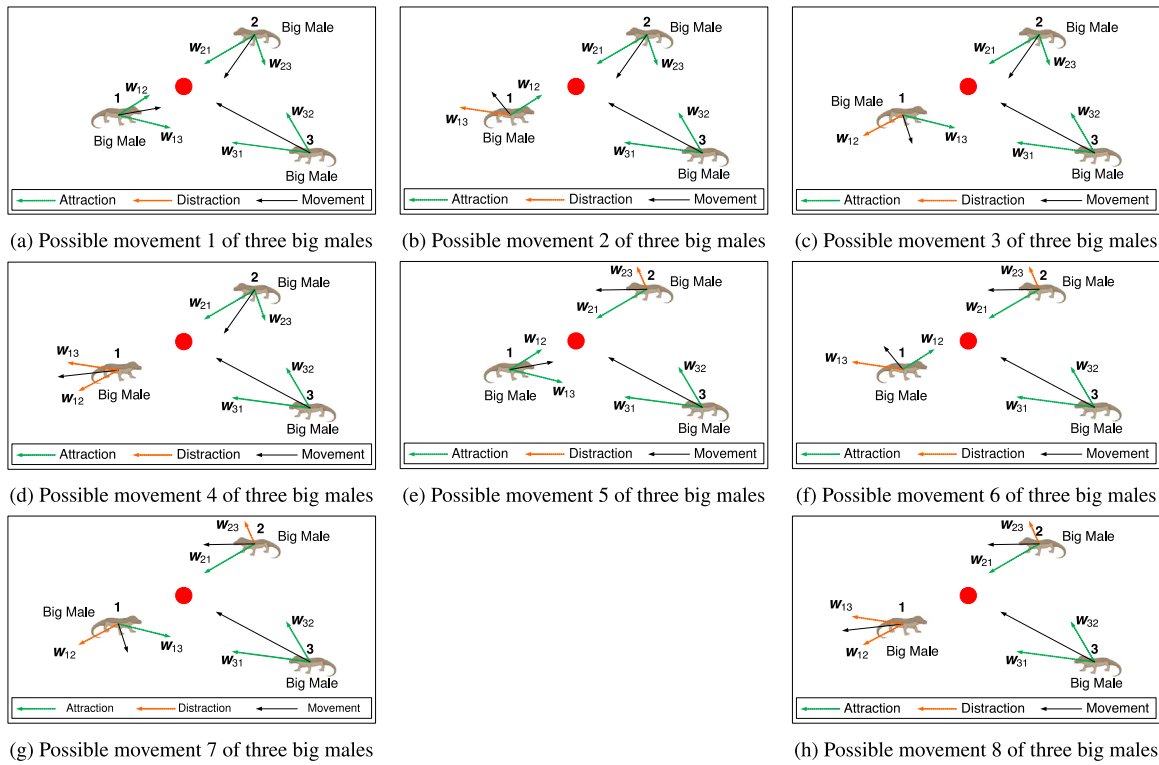 2 Big Male
w21
w23
w12
1
w13
Big Male
w32
3
w31
Big Male
Attraction Distraction Movement
(a) Possible movement 1 of three big males
2 Big Male
w21
w23
w12
1
w13
Big Male
w32
3
w31
Big Male
Attraction Distraction Movement
(b) Possible movement 2 of three big males
2 Big Male
w21
w23
Big Male 1
w12
w13
w32
3
w31
Big Male
Attraction Distraction Movement
(c) Possible movement 3 of three big males
2
Big Male
w21
w23
w13 1
w12 Big Male
w32
3
w31
Big Male
Attraction Distraction Movement
(d) Possible movement 4 of three big males
w23 2
Big Male
w21
w12
1
w13
Big Male
w32
3
w31
Big Male
Attraction Distraction Movement
(e) Possible movement 5 of three big males
w23 2
Big Male
w21
w12
1
w13
Big Male
w32
3
w31
Big Male
Attraction Distraction Movement
(f) Possible movement 6 of three big males
w23 2
Big Male
w21
Big Male 1
w12
w13
w32
3
w31
Big Male
Attraction Distraction Movement
(g) Possible movement 7 of three big males
w23 2
Big Male
w21
w13 1
w12
Big Male
w32
3
w31
Big Male
Attraction Distraction Movement
(h) Possible movement 8 of three big males